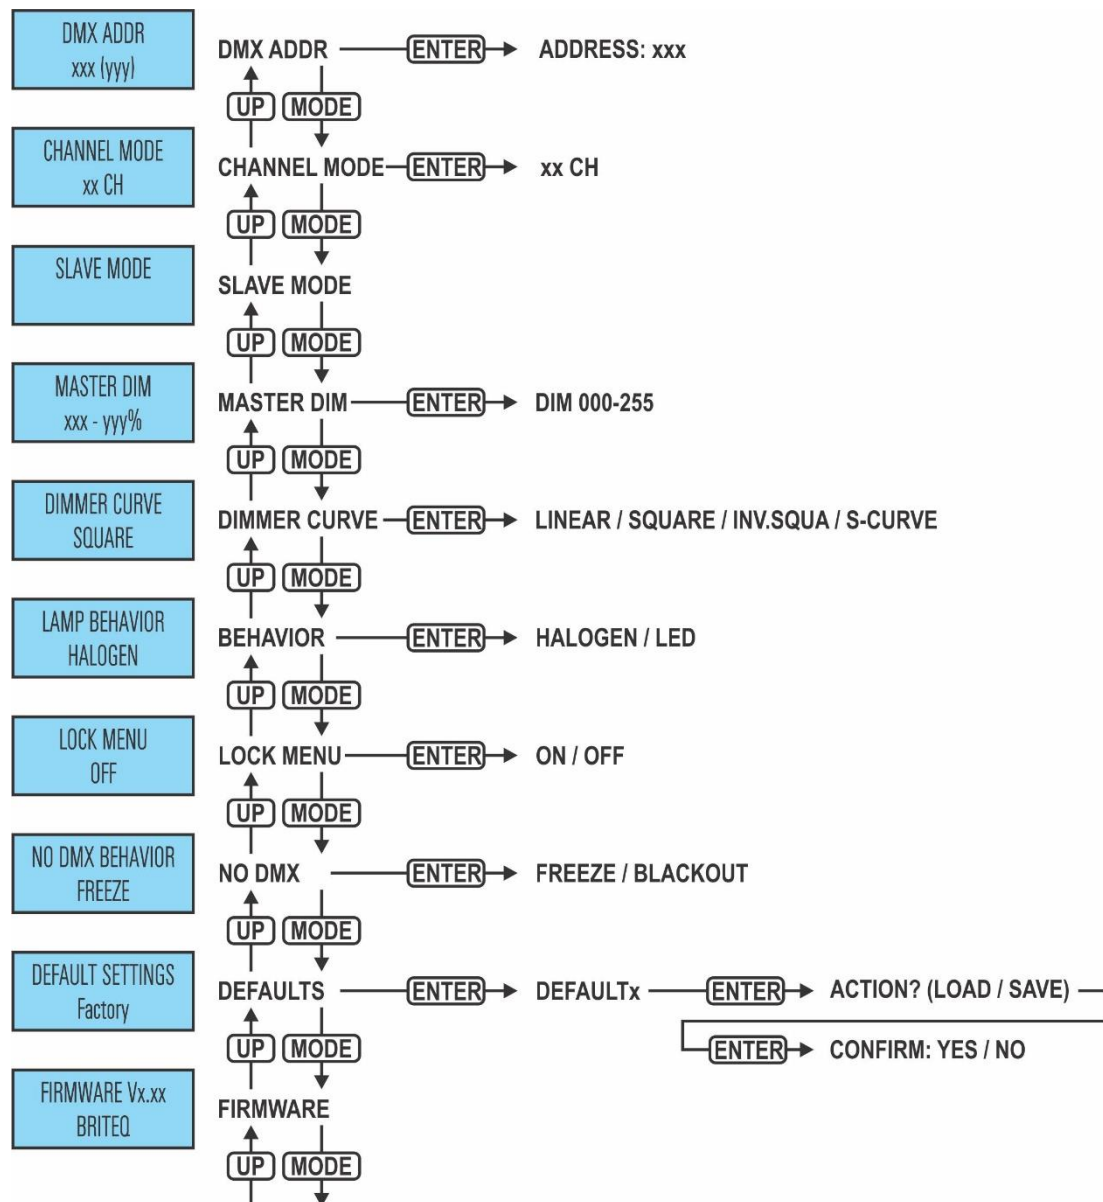 DMX ADDR
xxx (yyy)
DMX ADDR ENTER ADDRESS: xxx
UP MODE
CHANNEL MODE
xx CH
CHANNEL MODE ENTER xx CH
UP MODE
SLAVE MODE
SLAVE MODE
UP MODE
MASTER DIM
xxx - yyy%
MASTER DIM ENTER DIM 000-255
UP MODE
DIMMER CURVE
SQUARE
DIMMER CURVE ENTER LINEAR / SQUARE / INV.SQUA / S-CURVE
UP MODE
LAMP BEHAVIOR
HALOGEN
BEHAVIOR ENTER HALOGEN / LED
UP MODE
LOCK MENU
OFF
LOCK MENU ENTER ON / OFF
UP MODE
NO DMX BEHAVIOR
FREEZE
NO DMX ENTER FREEZE / BLACKOUT
UP MODE
DEFAULT SETTINGS
Factory
DEFAULTS ENTER DEFAULTx ENTER ACTION? (LOAD / SAVE)
ENTER CONFIRM: YES / NO
UP MODE
FIRMWARE Vx.xx
BRITEQ
FIRMWARE
UP MODE